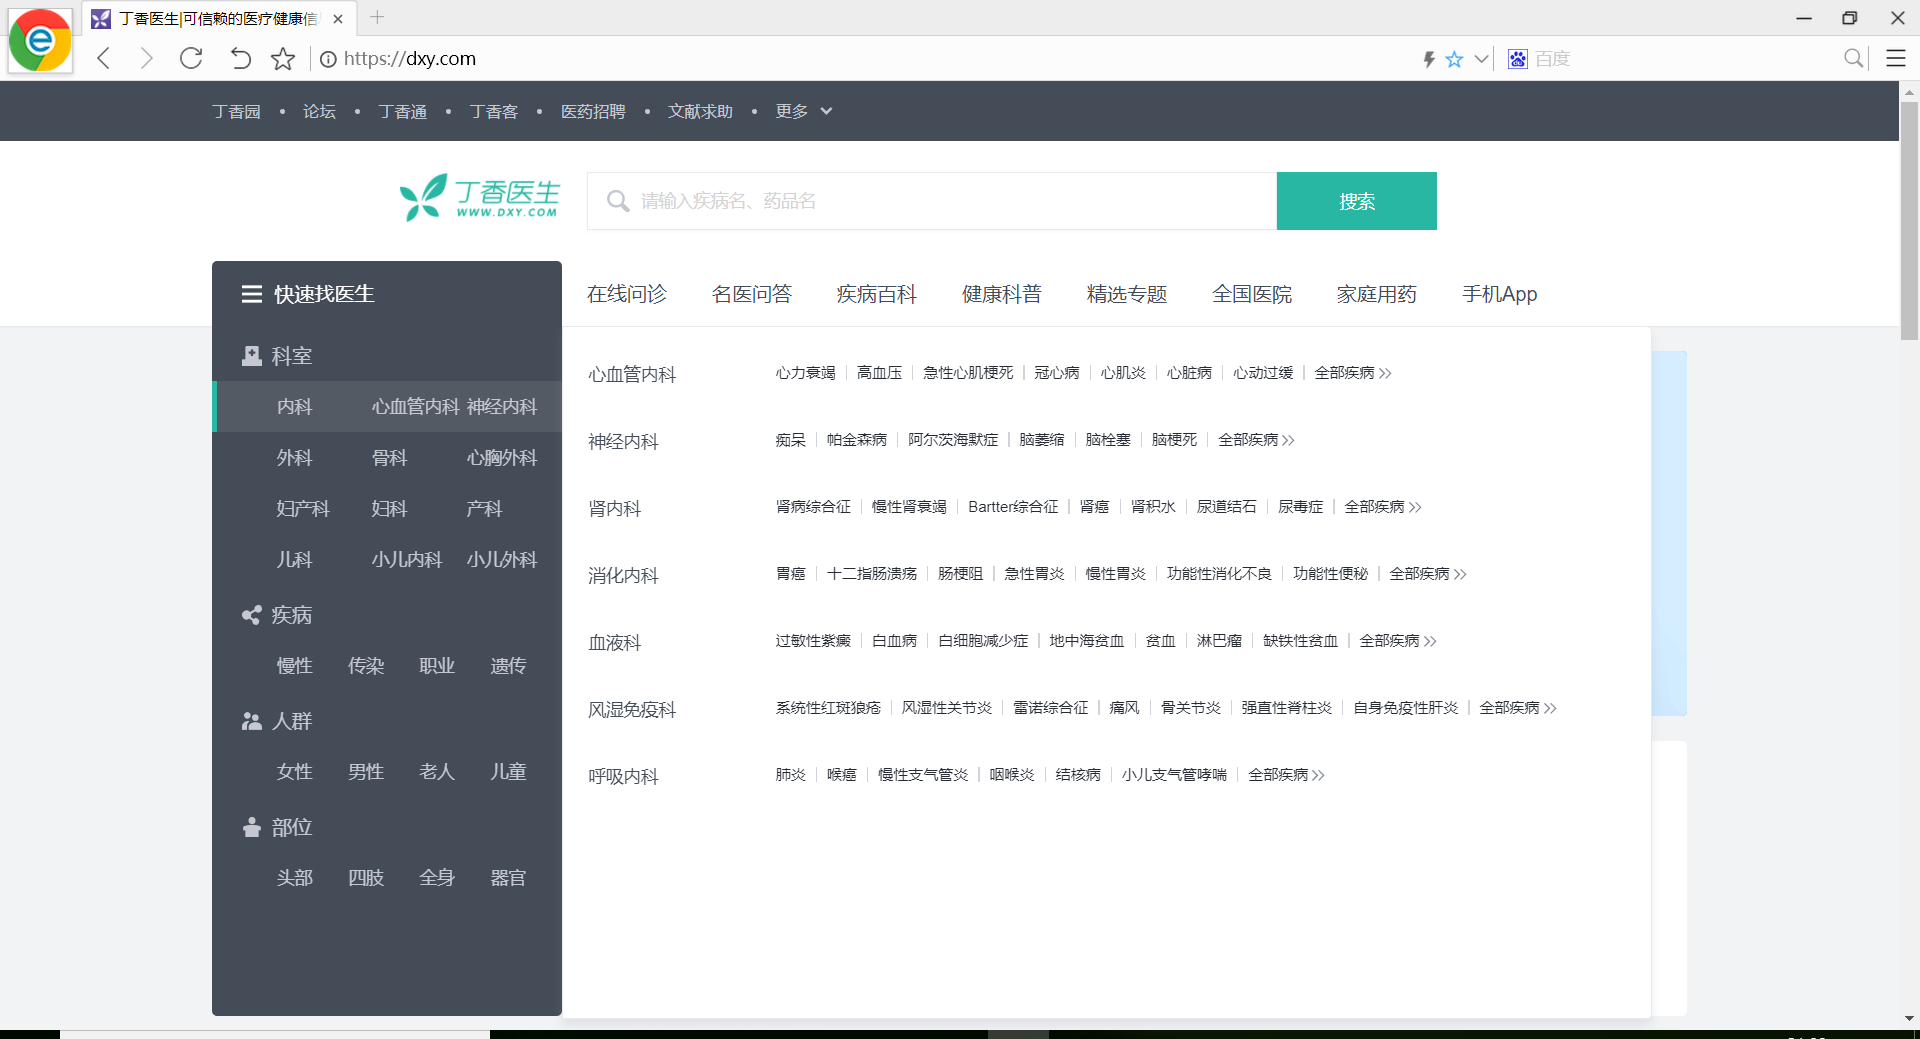 丁香医生|可信赖的医疗健康信
https://dxy.com
百度
丁香园 • 论坛 • 丁香通 • 丁香客 • 医药招聘 • 文献求助 • 更多
丁香医生
WWW.DXY.COM
请输入疾病名、药品名
搜索
快速找医生
在线问诊 名医问答 疾病百科 健康科普 精选专题 全国医院 家庭用药 手机App
科室
内科 心血管内科 神经内科
外科 骨科 心胸外科
妇产科 妇科 产科
儿科 小儿内科 小儿外科
疾病
慢性 传染 职业 遗传
人群
女性 男性 老人 儿童
部位
头部 四肢 全身 器官
心血管内科 心力衰竭 | 高血压 | 急性心肌梗死 | 冠心病 | 心肌炎 | 心脏病 | 心动过缓 | 全部疾病 >>
神经内科 痴呆 | 帕金森病 | 阿尔茨海默症 | 脑萎缩 | 脑栓塞 | 脑梗死 | 全部疾病 >>
肾内科 肾病综合征 | 慢性肾衰竭 | Bartter综合征 | 肾癌 | 肾积水 | 尿道结石 | 尿毒症 | 全部疾病 >>
消化内科 胃癌 | 十二指肠溃疡 | 肠梗阻 | 急性胃炎 | 慢性胃炎 | 功能性消化不良 | 功能性便秘 | 全部疾病 >>
血液科 过敏性紫癜 | 白血病 | 白细胞减少症 | 地中海贫血 | 贫血 | 淋巴瘤 | 缺铁性贫血 | 全部疾病 >>
风湿免疫科 系统性红斑狼疮 | 风湿性关节炎 | 雷诺综合征 | 痛风 | 骨关节炎 | 强直性脊柱炎 | 自身免疫性肝炎 | 全部疾病 >>
呼吸内科 肺炎 | 喉癌 | 慢性支气管炎 | 咽喉炎 | 结核病 | 小儿支气管哮喘 | 全部疾病 >>